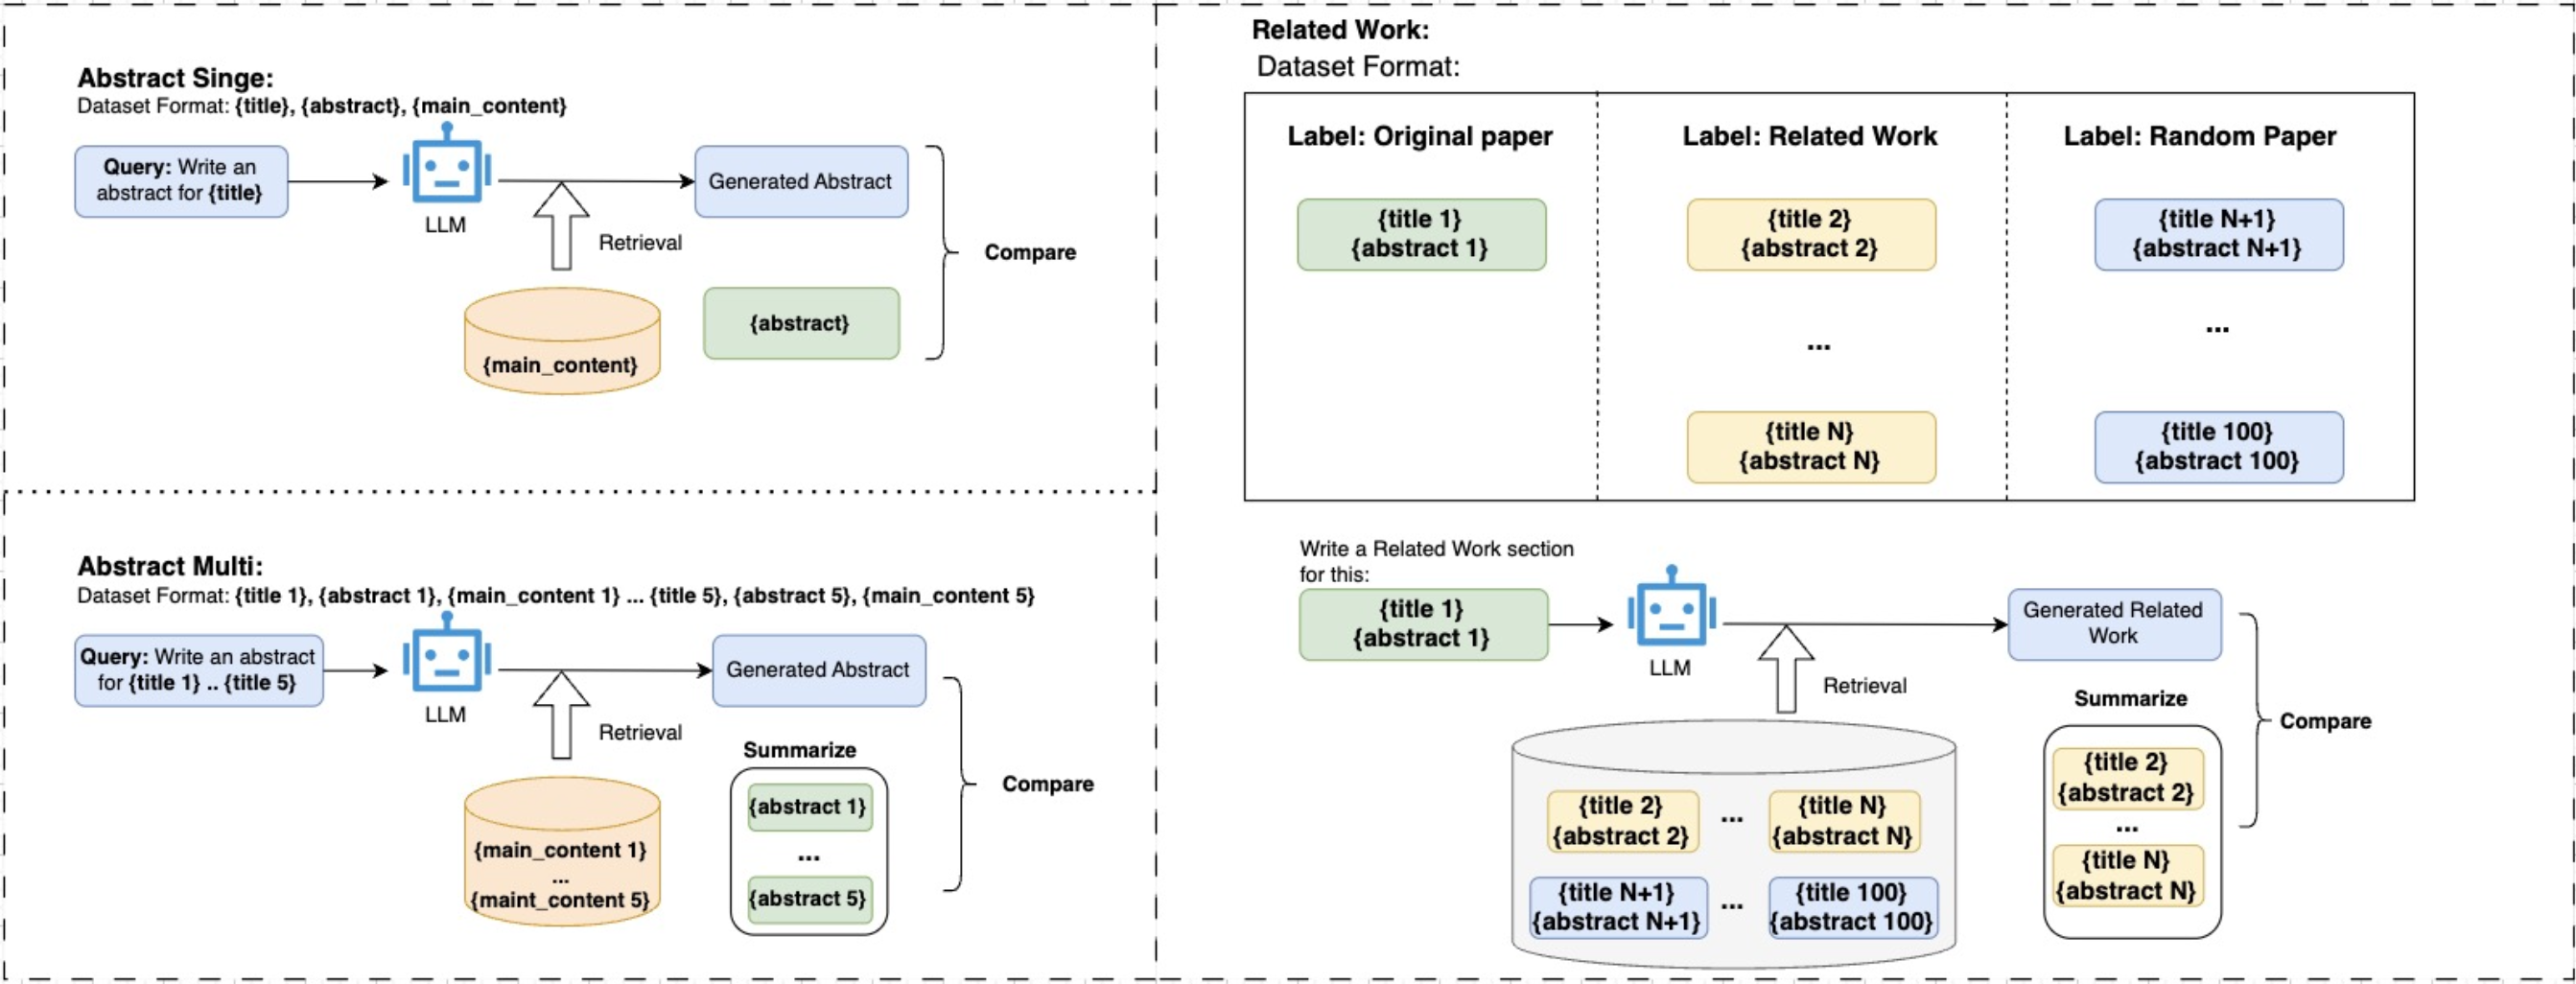 Abstract Singe:
Dataset Format: {title}, {abstract}, {main_content}
Query: Write an
abstract for {title}
LLM
Retrieval
Generated Abstract
{main_content}
{abstract}
Compare
Abstract Multi:
Dataset Format: {title 1}, {abstract 1}, {main_content 1} ... {title 5}, {abstract 5}, {main_content 5}
Query: Write an abstract
for {title 1} .. {title 5}
LLM
Retrieval
Generated Abstract
{main_content 1}
...
{maint_content 5}
Summarize
{abstract 1}
...
{abstract 5}
Compare
Related Work:
Dataset Format:
Label: Original paper
{title 1}
{abstract 1}
Label: Related Work
{title 2}
{abstract 2}
...
{title N}
{abstract N}
Label: Random Paper
{title N+1}
{abstract N+1}
...
{title 100}
{abstract 100}
Write a Related Work section
for this:
{title 1}
{abstract 1}
LLM
Retrieval
Generated Related
Work
{title 2}
{abstract 2}
...
{title N}
{abstract N}
{title N+1}
{abstract N+1}
...
{title 100}
{abstract 100}
Summarize
{title 2}
{abstract 2}
...
{title N}
{abstract N}
Compare